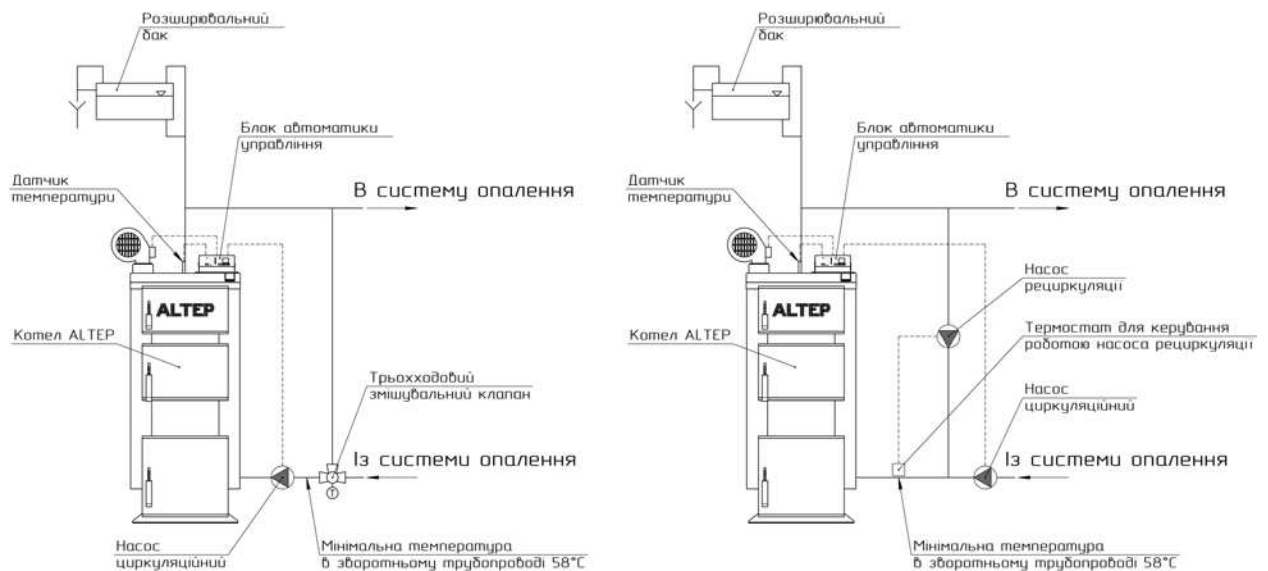 Розширювальний
бак
Блок автоматики
управління
Датчик
температури
В систему опалення
ALTEP
Котел ALTEP
Трьохходовий
змішувальний клапан
Із системи опалення
T
Насос
циркуляційний
Мінімальна температура
в зворотньому трубопроводі 58°C
Розширювальний
бак
Блок автоматики
управління
Датчик
температури
В систему опалення
Насос
рециркуляції
ALTEP
Котел ALTEP
Термостат для керування
роботою насоса рециркуляції
Насос
циркуляційний
Із системи опалення
Мінімальна температура
в зворотньому трубопроводі 58°C